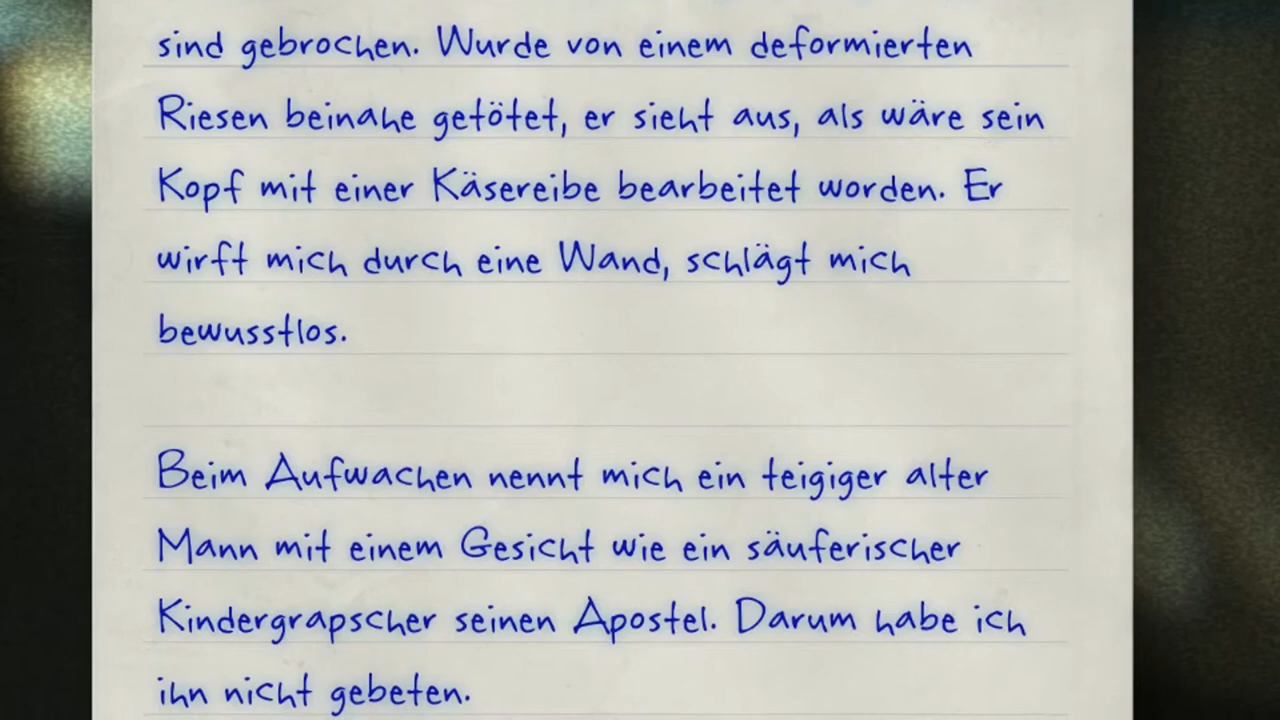 sind gebrochen. Wurde von einem deformierten
Riesen beinahe getötet, er sieht aus, als wäre sein
Kopf mit einer Käsereibe bearbeitet worden. Er
wirft mich durch eine Wand, schlägt mich
bewusstlos.
Beim Aufwachen nennt mich ein teigiger alter
Mann mit einem Gesicht wie ein säuferischer
Kindergrapscher seinen Apostel. Darum habe ich
ihn nicht gebeten.